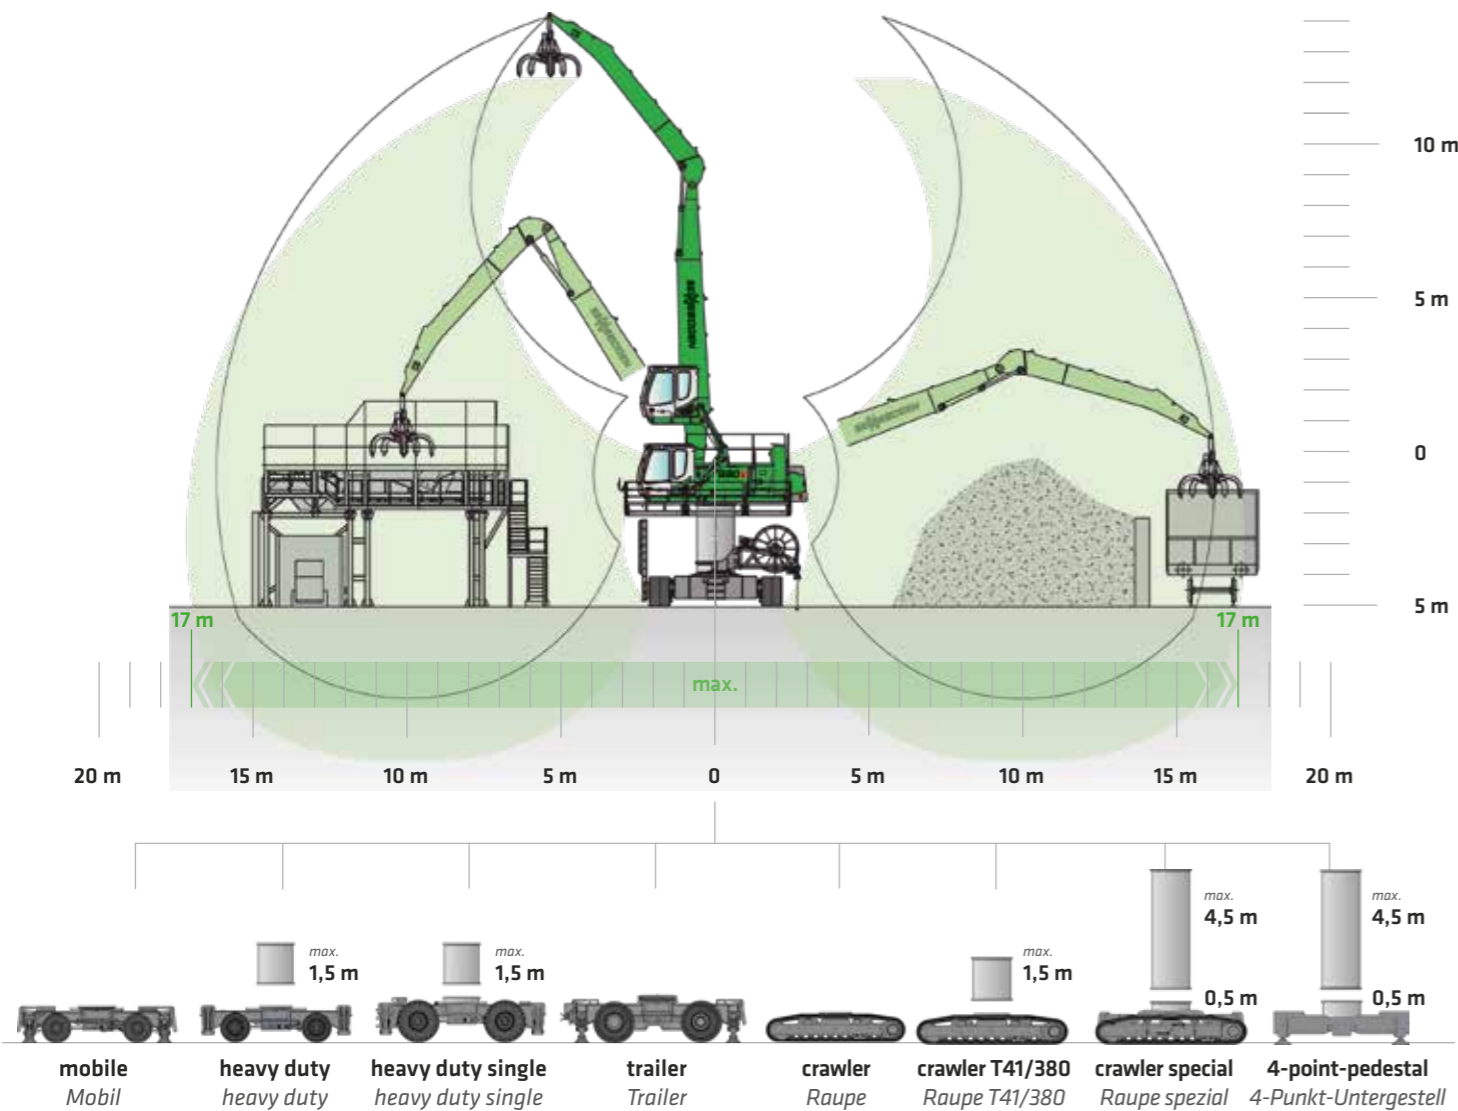 10 m
5 m
0
5 m
SENNEBOGEN
SENNEBOGEN
SENNEBOGEN
17 m
17 m
max.
20 m 15 m 10 m 5 m 0 5 m 10 m 15 m 20 m
max.
1,5 m
max.
1,5 m
max.
1,5 m
max.
4,5 m
0,5 m
max.
4,5 m
0,5 m
mobile
Mobil
heavy duty
heavy duty
heavy duty single
heavy duty single
trailer
Trailer
crawler
Raupe
crawler T41/380
Raupe T41/380
crawler special
Raupe spezial
4-point-pedestal
4-Punkt-Untergestell